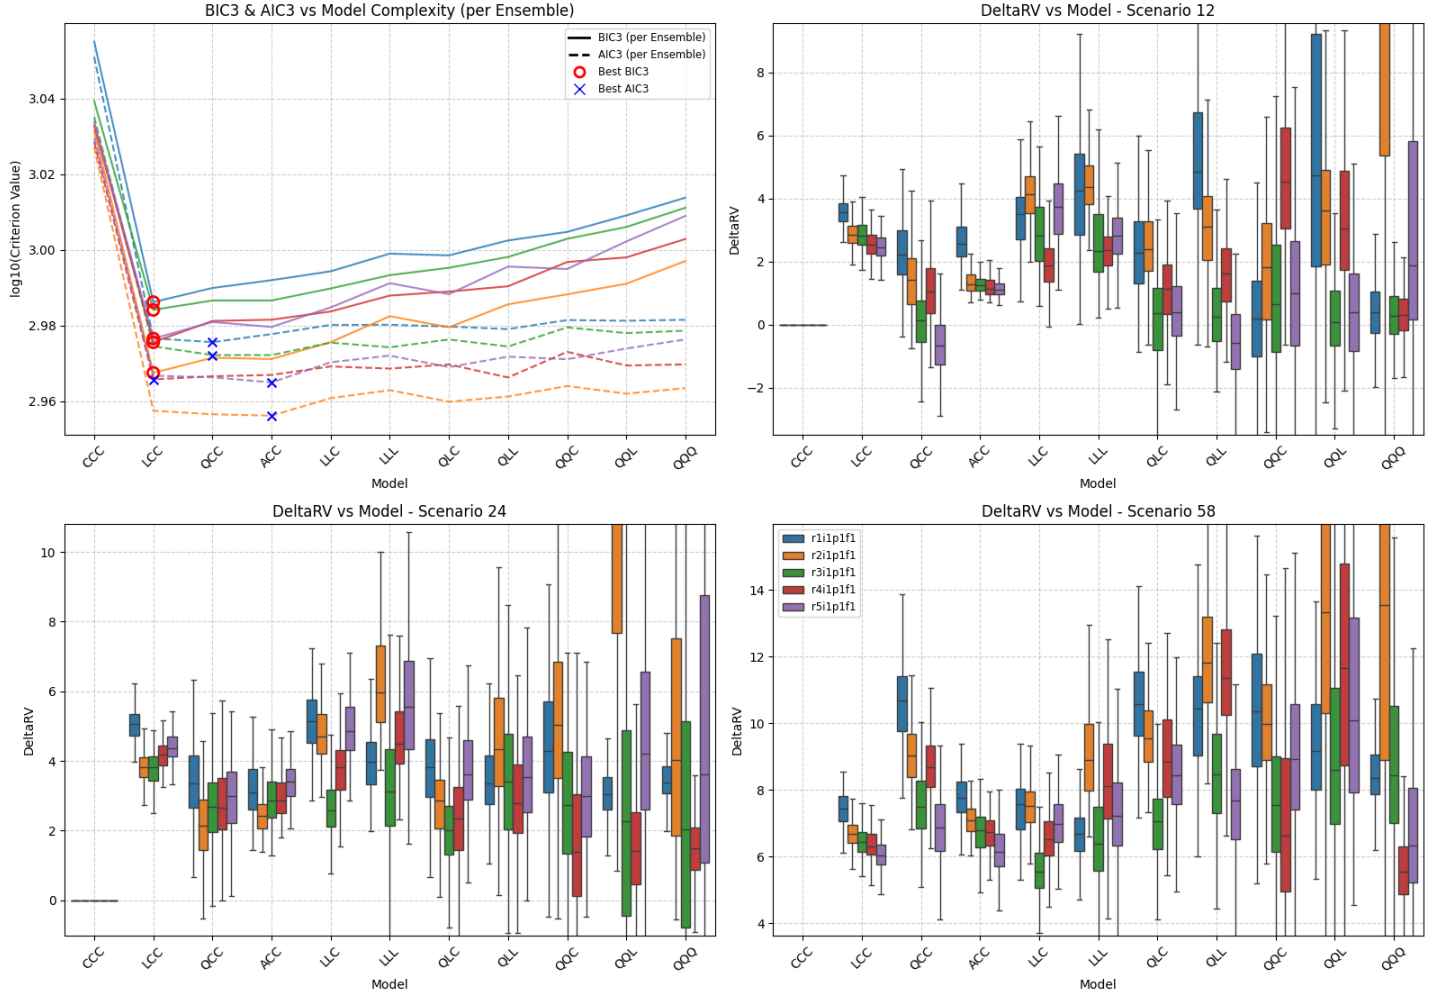 BIC3 & AIC3 vs Model Complexity (per Ensemble)
log10(Criterion Value)
3.04
3.02
3.00
2.98
2.96
BIC3 (per Ensemble)
AIC3 (per Ensemble)
Best BIC3
Best AIC3
CCC LCC QCC ACC LLC LLL QLC QLL QQC QQL QQQ
Model
DeltaRV vs Model - Scenario 12
DeltaRV
8
6
4
2
0
−2
CCC LCC QCC ACC LLC LLL QLC QLL QQC QQL QQQ
Model
DeltaRV vs Model - Scenario 24
DeltaRV
10
8
6
4
2
0
CCC LCC QCC ACC LLC LLL QLC QLL QQC QQL QQQ
Model
DeltaRV vs Model - Scenario 58
DeltaRV
14
12
10
8
6
4
r1i1p1f1
r2i1p1f1
r3i1p1f1
r4i1p1f1
r5i1p1f1
CCC LCC QCC ACC LLC LLL QLC QLL QQC QQL QQQ
Model